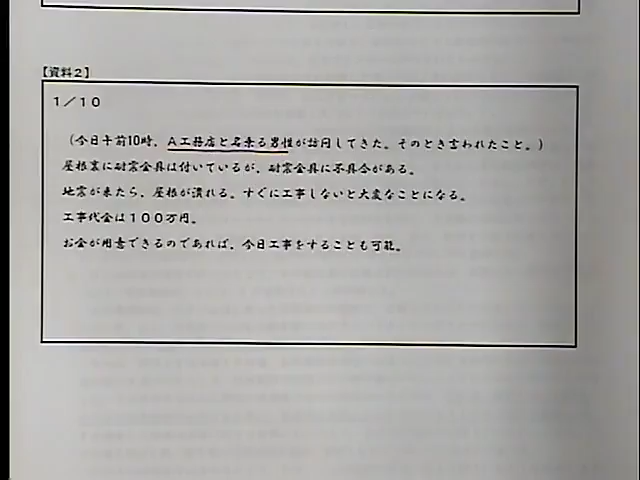 【資料２】
１／１０
（今日午前10時、Ａ工務店と名乗る男性が訪問してきた。そのとき言われたこと。）
屋根裏に耐震金具は付いているが、耐震金具に不具合がある。
地震が来たら、屋根が潰れる。すぐに工事しないと大変なことになる。
工事代金は１００万円。
お金が用意できるのであれば、今日工事をすることも可能。